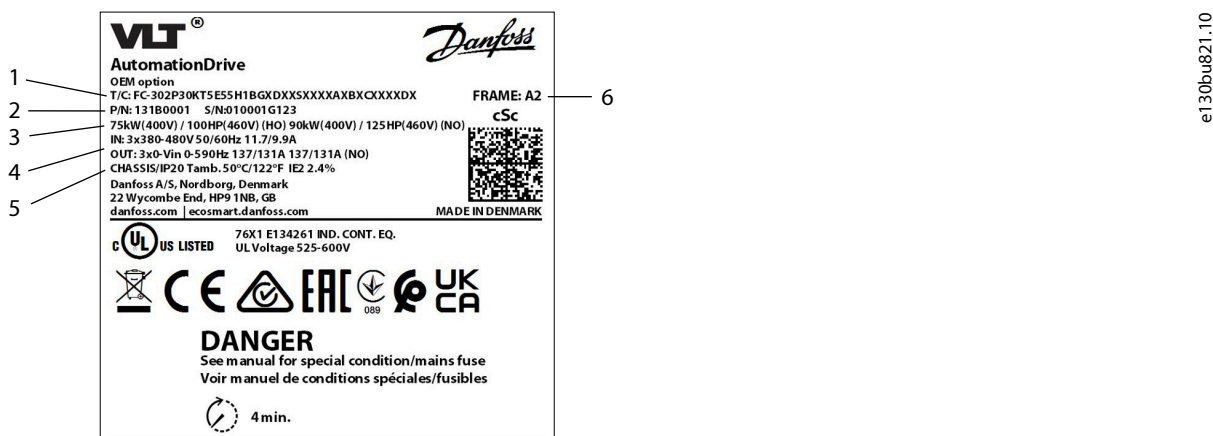 VLT®
Danfoss
AutomationDrive
OEM option
1
T/C: FC-302P30KT5E55H1BGXDXXSXXXXAXBXCXXXXDX
FRAME: A2
6
2
P/N: 131B0001 S/N:010001G123
cSc
3
75kW(400V) / 100HP(460V) (HO) 90kW(400V) / 125HP(460V) (NO)
IN: 3x380-480V 50/60Hz 11.7/9.9A
4
OUT: 3x0-Vin 0-590Hz 137/131A 137/131A (NO)
5
CHASSIS/IP20 Tamb. 50°C/122°F IE2 2.4%
Danfoss A/S, Nordborg, Denmark
22 Wycombe End, HP9 1NB, GB
danfoss.com | ecosmart.danfoss.com
MADE IN DENMARK
C UL US LISTED
76X1 E134261 IND. CONT. EQ.
UL Voltage 525-600V
CE
EAC
089
UK
CA
DANGER
See manual for special condition/mains fuse
Voir manuel de conditions spéciales/fusibles
4 min.
e130bu821.10